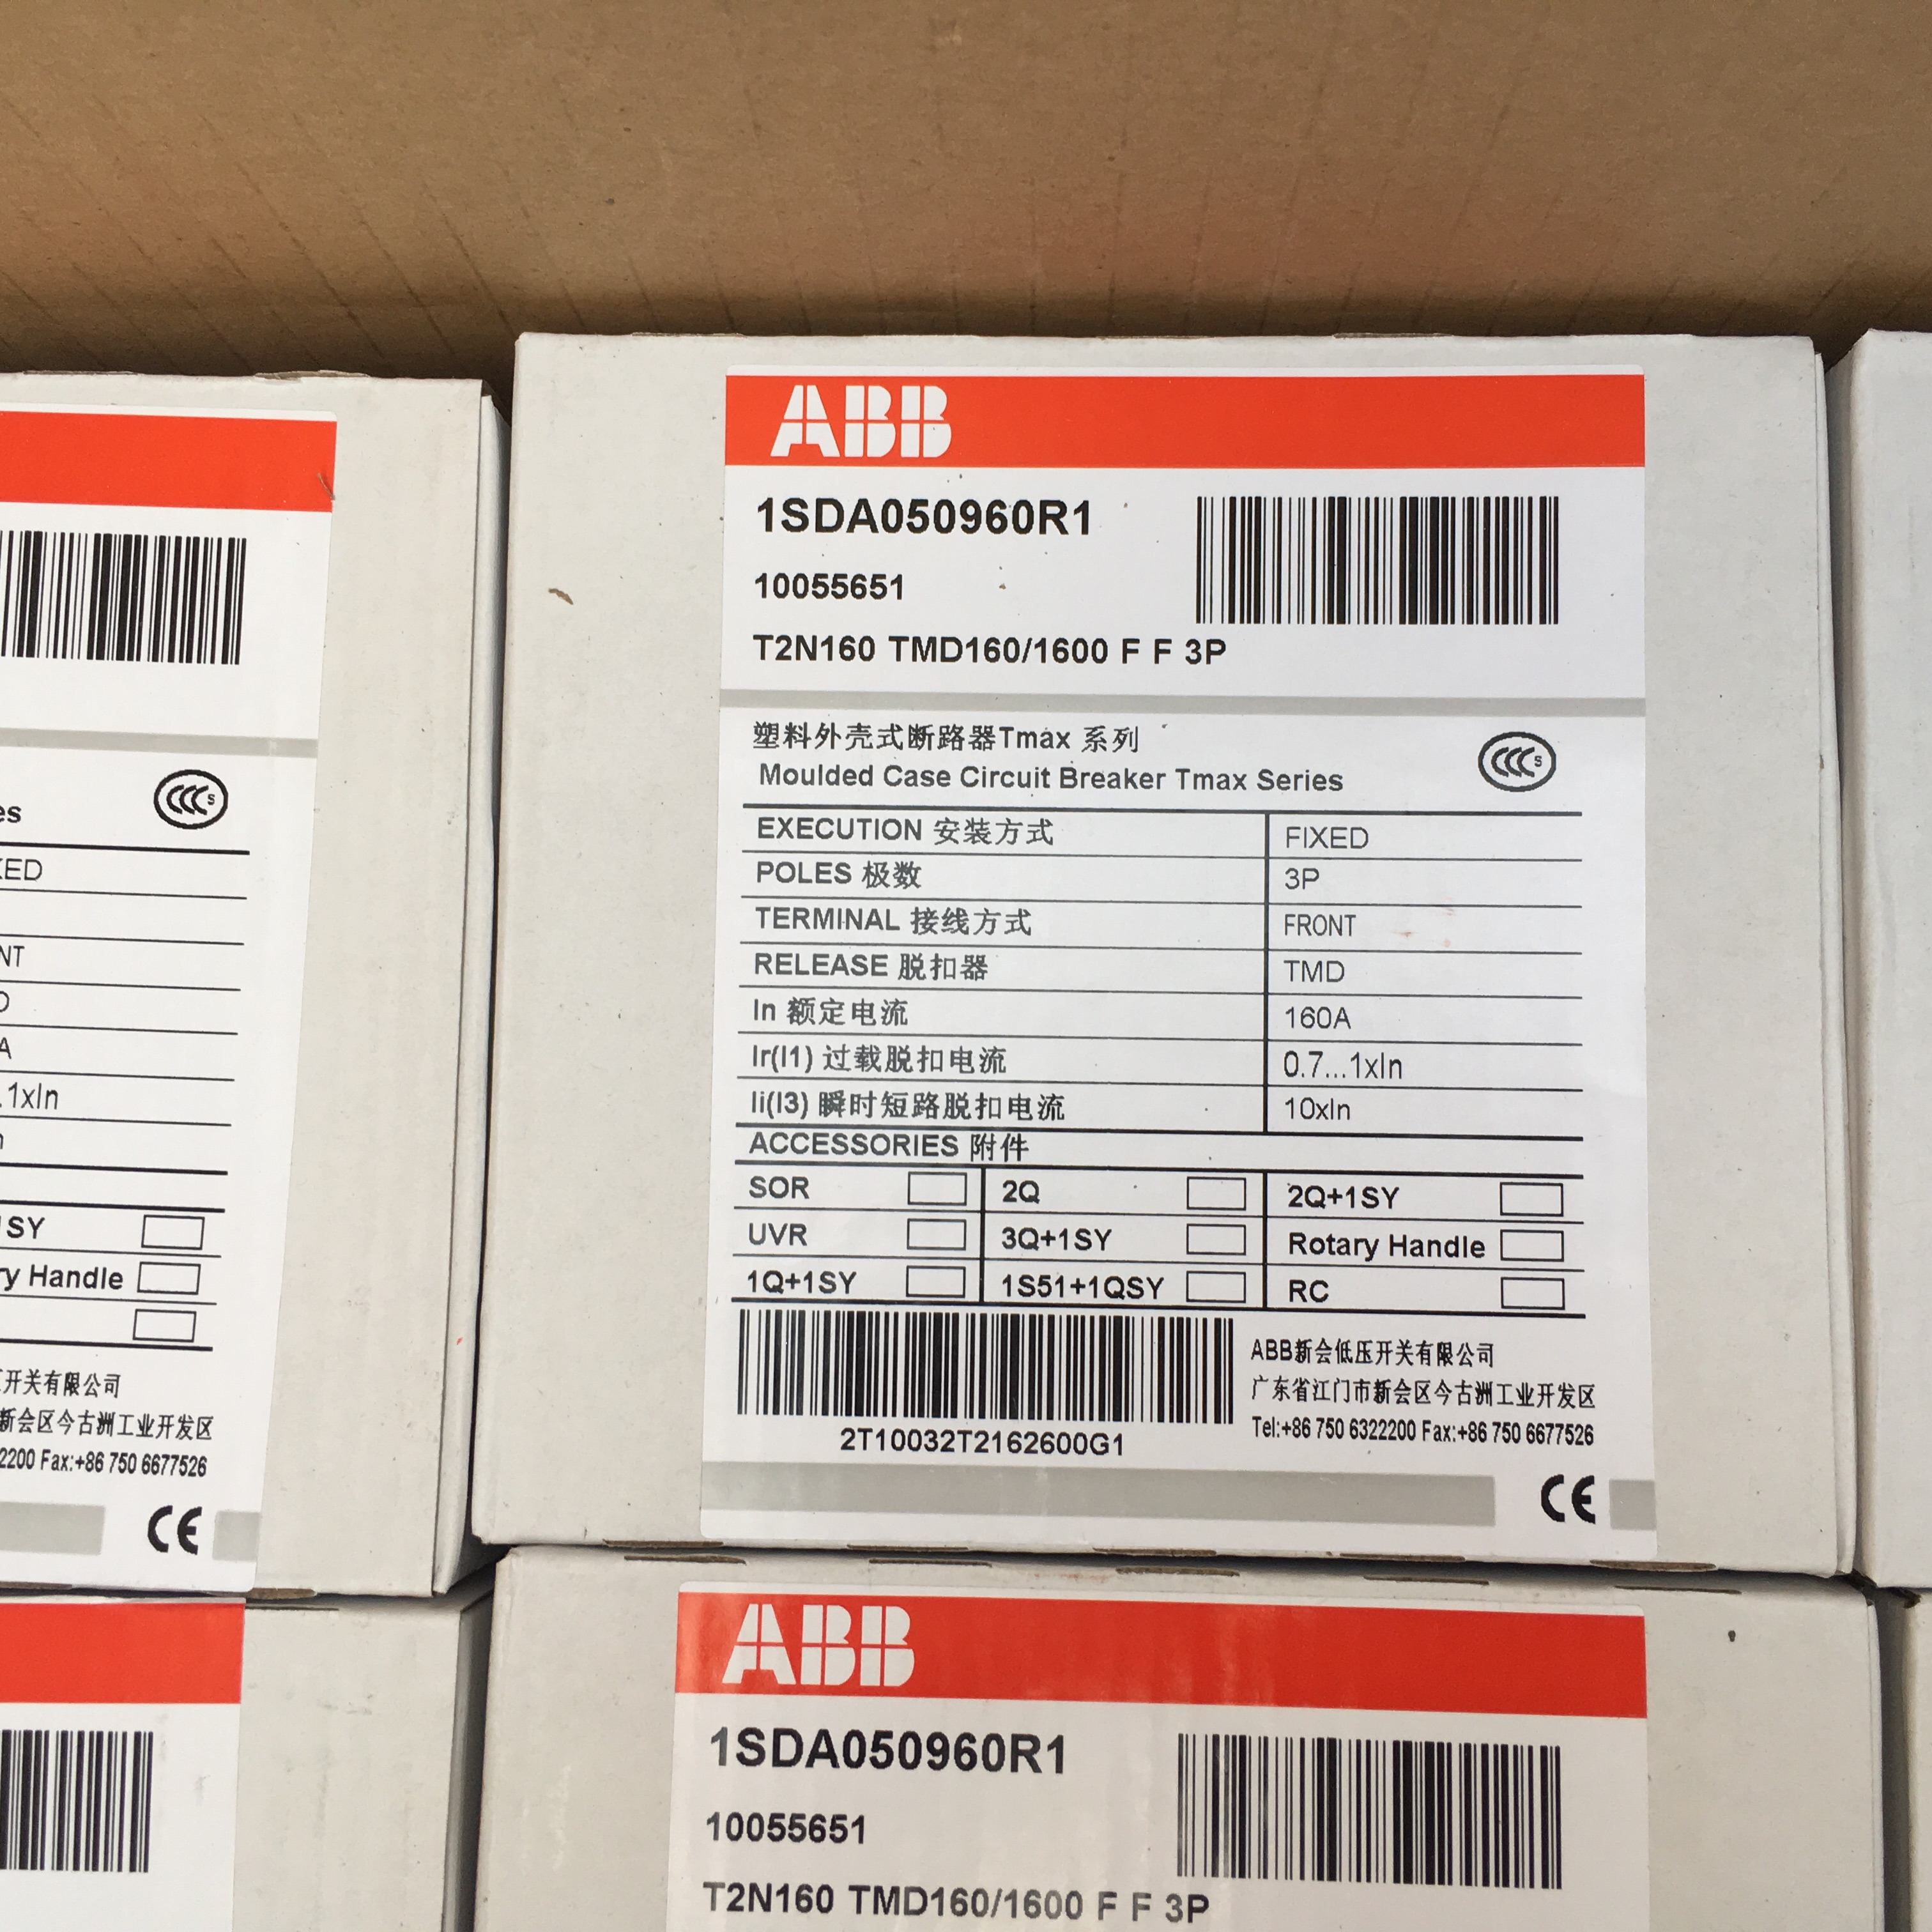 ABB
1SDA050960R1
10055651
T2N160 TMD160/1600 F F 3P
塑料外壳式断路器Tmax 系列
Moulded Case Circuit Breaker Tmax Series
CCC S
EXECUTION 安装方式 FIXED
POLES 极数 3P
TERMINAL 接线方式 FRONT
RELEASE 脱扣器 TMD
In 额定电流 160A
Ir(I1) 过载脱扣电流 0.7...1xIn
Ii(I3) 瞬时短路脱扣电流 10xIn
ACCESSORIES 附件
SOR 2Q 2Q+1SY
UVR 3Q+1SY Rotary Handle
1Q+1SY 1S51+1QSY RC
ABB新会低压开关有限公司
广东省江门市新会区今古洲工业开发区
Tel:+86 750 6322200 Fax:+86 750 6677526
2T10032T2162600G1
CE
CCC S
1xIn
SY
Handle
开关有限公司
新会区今古洲工业开发区
2200 Fax:+86 750 6677526
CE
ABB
1SDA050960R1
10055651
T2N160 TMD160/1600 F F 3P